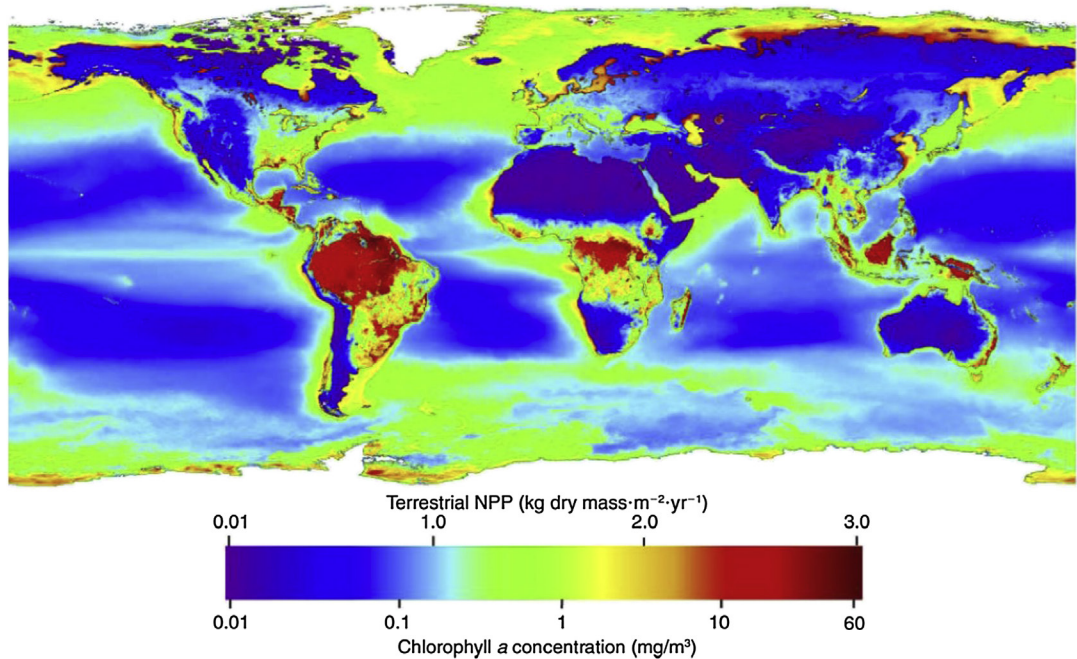 Terrestrial NPP (kg dry mass·m⁻²·yr⁻¹)
0.01 1.0 2.0 3.0
0.01 0.1 1 10 60
Chlorophyll a concentration (mg/m³)